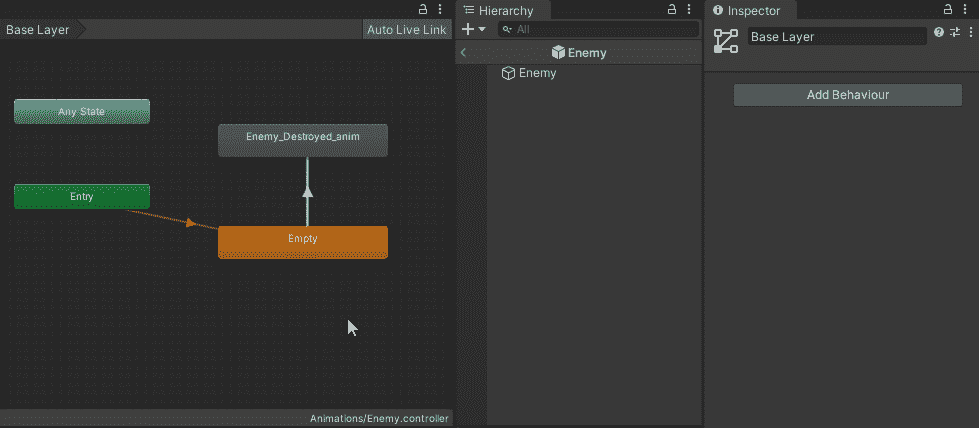 Base Layer
Auto Live Link
Any State
Enemy_Destroyed_anim
Entry
Empty
Animations/Enemy.controller
Hierarchy
All
Enemy
Enemy
Inspector
Base Layer
Add Behaviour